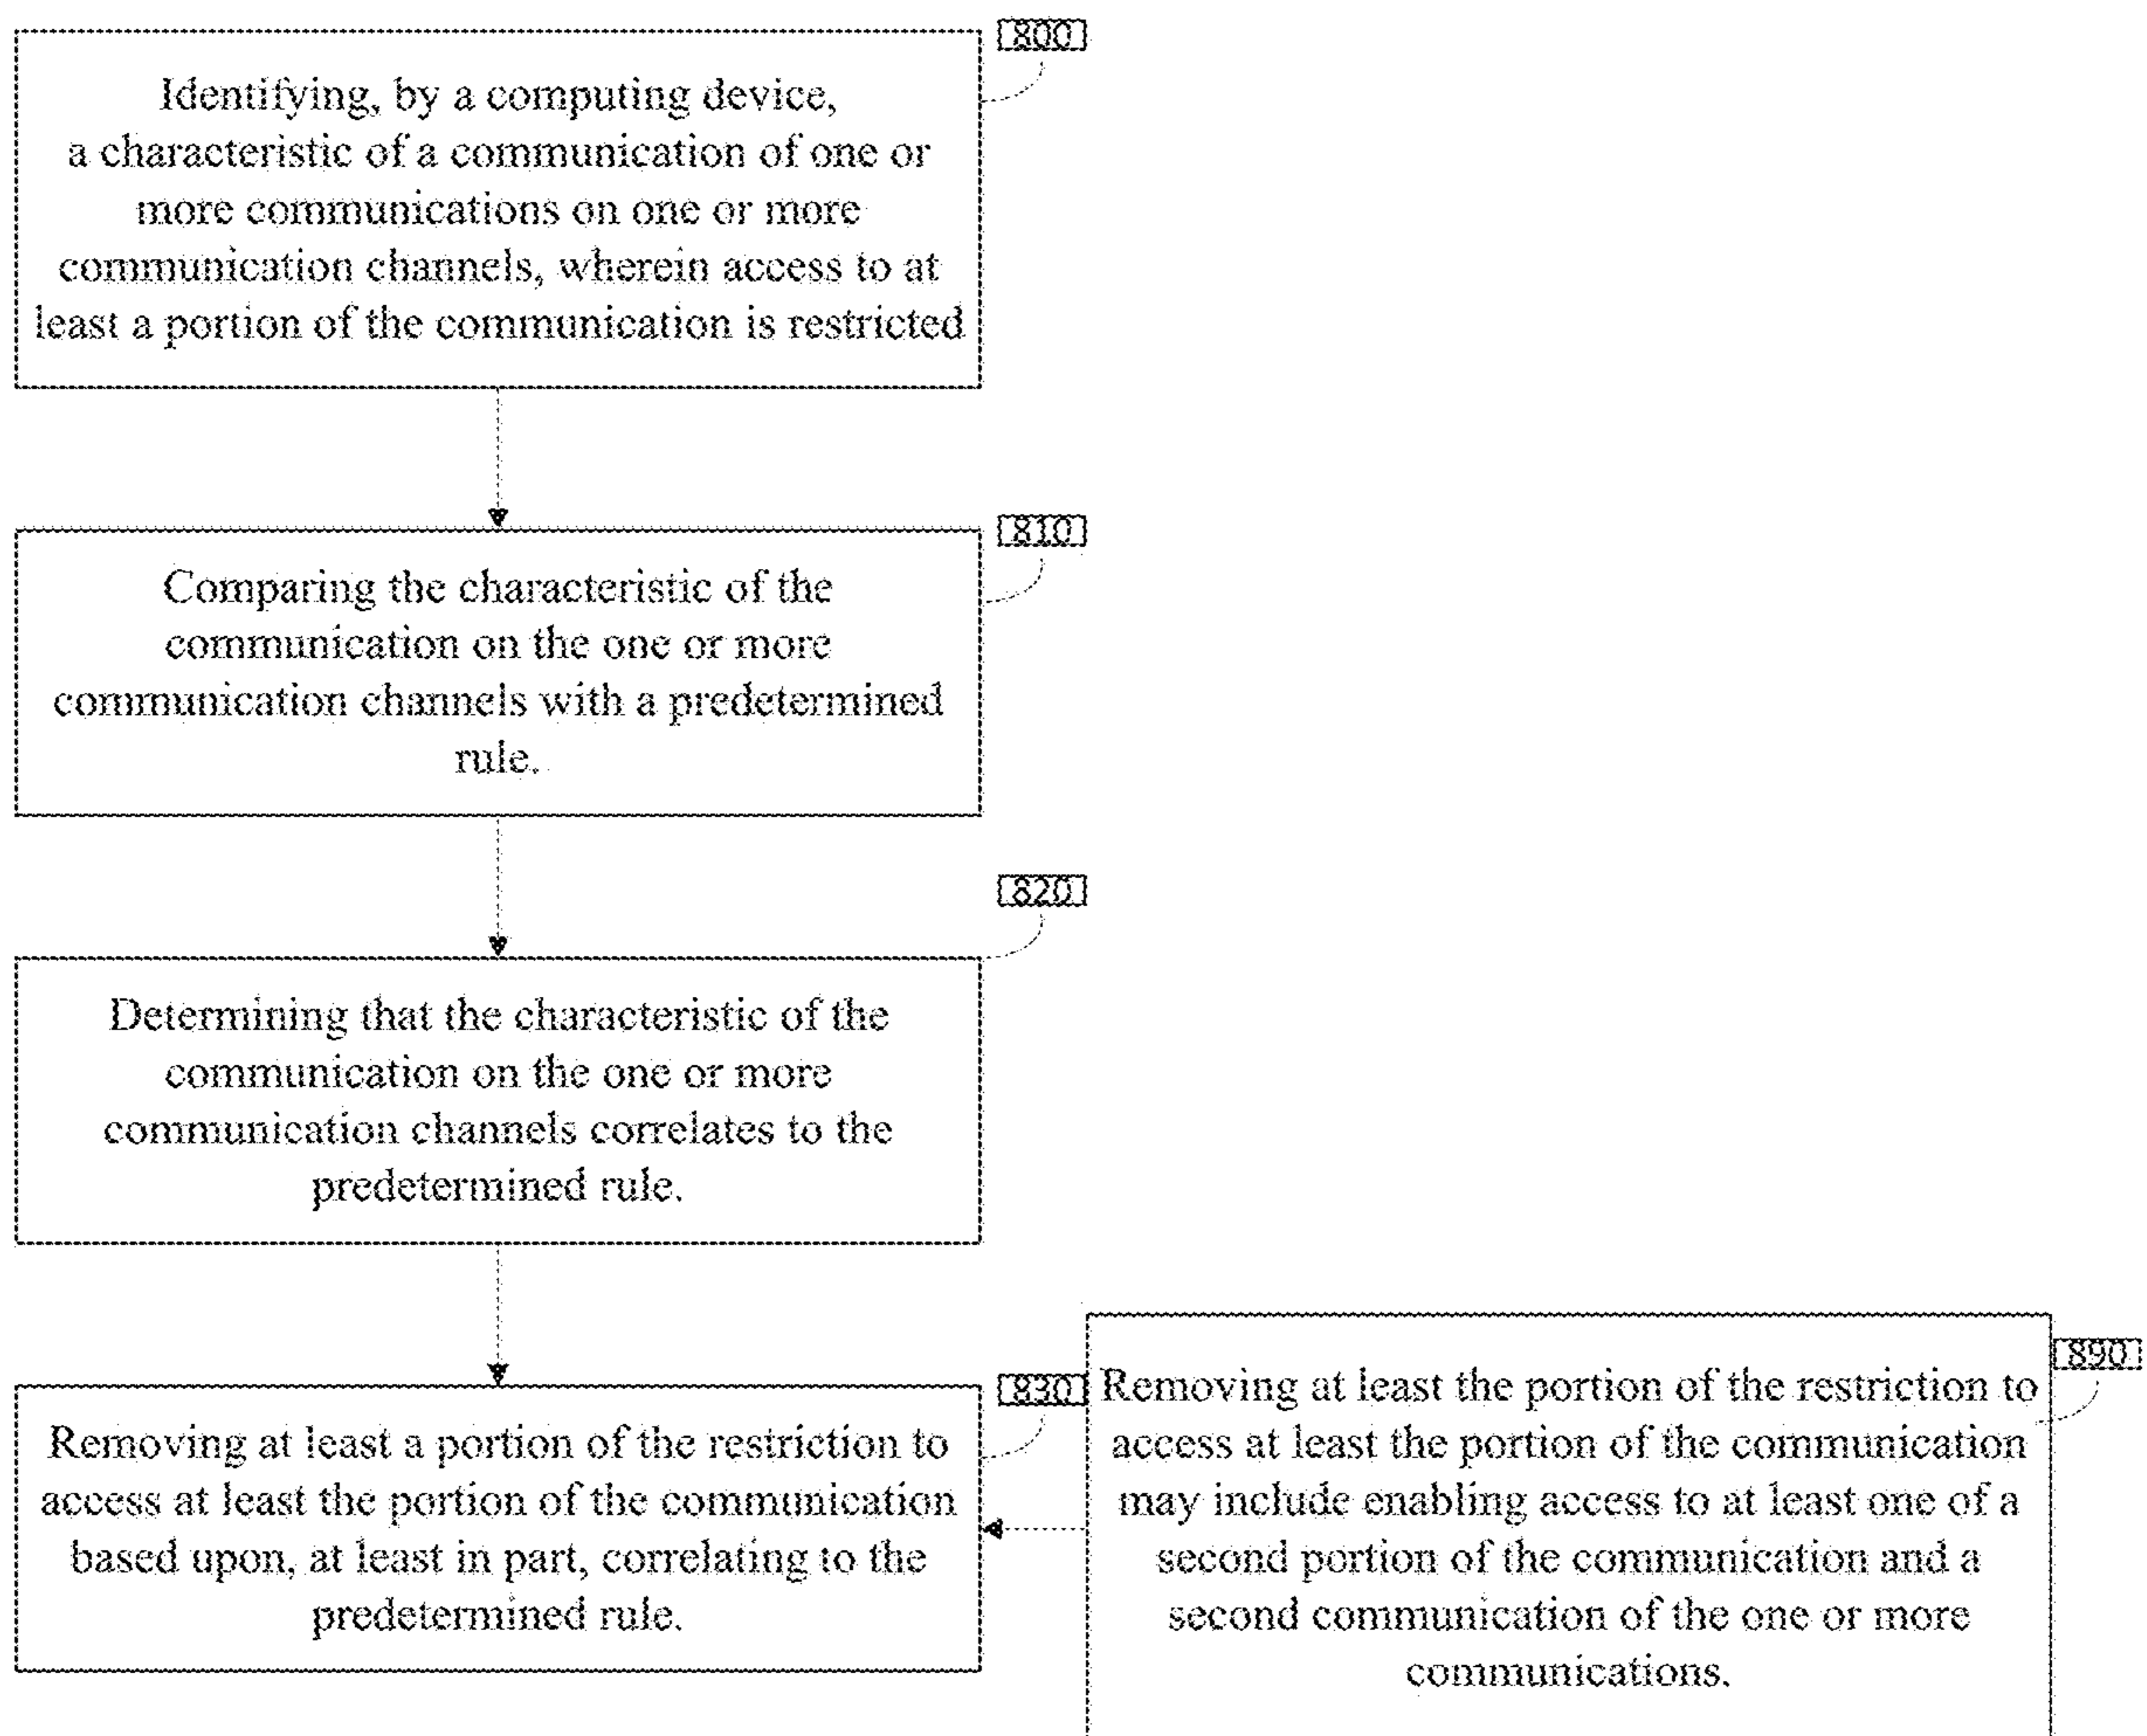 800
Identifying, by a computing device,
a characteristic of a communication of one or
more communications on one or more
communication channels, wherein access to at
least a portion of the communication is restricted
810
Comparing the characteristic of the
communication on the one or more
communication channels with a predetermined
rule.
820
Determining that the characteristic of the
communication on the one or more
communication channels correlates to the
predetermined rule.
830
Removing at least a portion of the restriction to
access at least the portion of the communication
based upon, at least in part, correlating to the
predetermined rule.
890
Removing at least the portion of the restriction to
access at least the portion of the communication
may include enabling access to at least one of a
second portion of the communication and a
second communication of the one or more
communications.